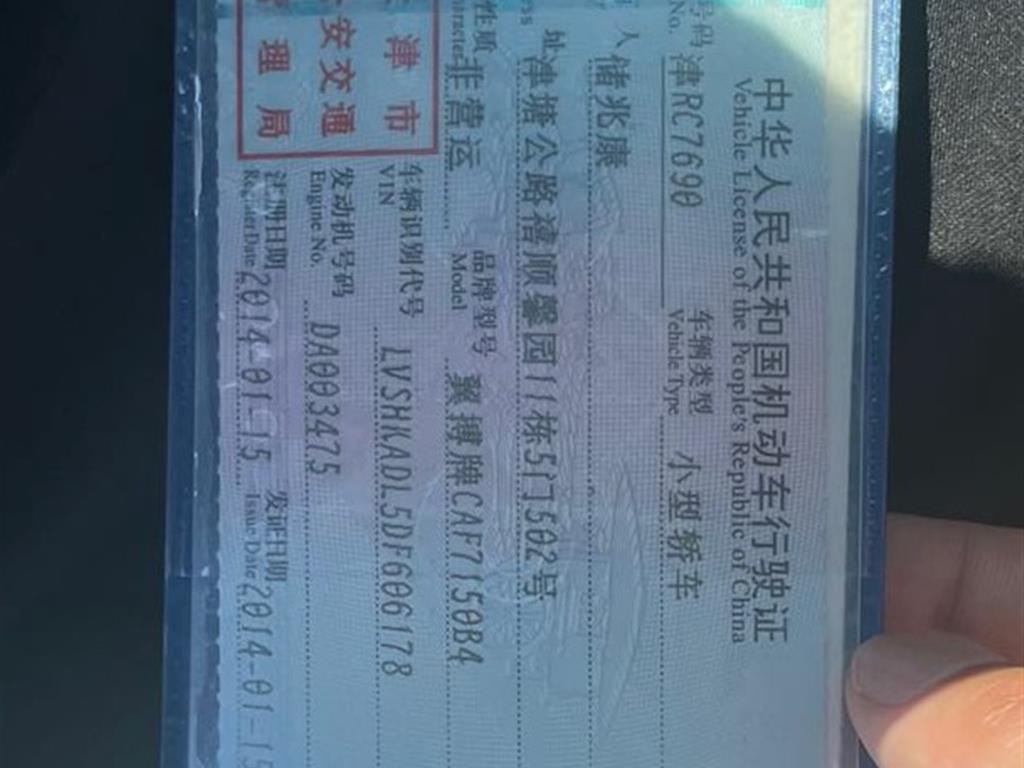 中华人民共和国机动车行驶证
Vehicle License of the People's Republic of China
号码 津RC7690 车辆类型 小型轿车
No. Vehicle Type
人 储兆康
址 津塘公路禧顺馨园11栋5门502号
性质 非营运 品牌型号 翼搏牌CAF7150B4
Model
车辆识别代号 LVSHKADL5DF606178
VIN
发动机号码 DA003475
Engine No.
注册日期 2014-01-15 发证日期 2014-01-15
Register Date Issue Date
津市
安交通
理局